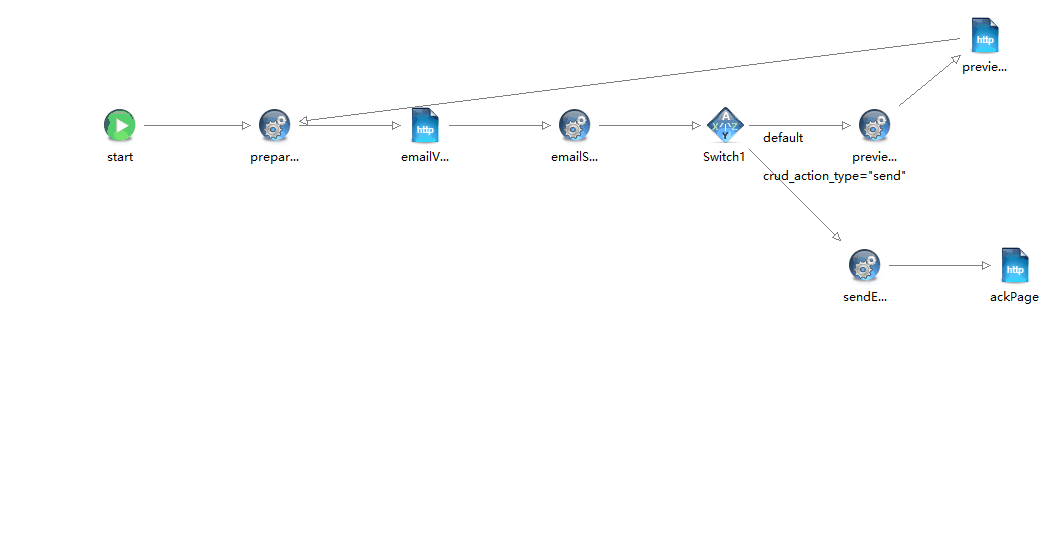 http
previe...
http
start
prepar...
emailV...
emailS...
A
X Z
Y
Switch1
default
previe...
crud_action_type="send"
http
sendE...
ackPage